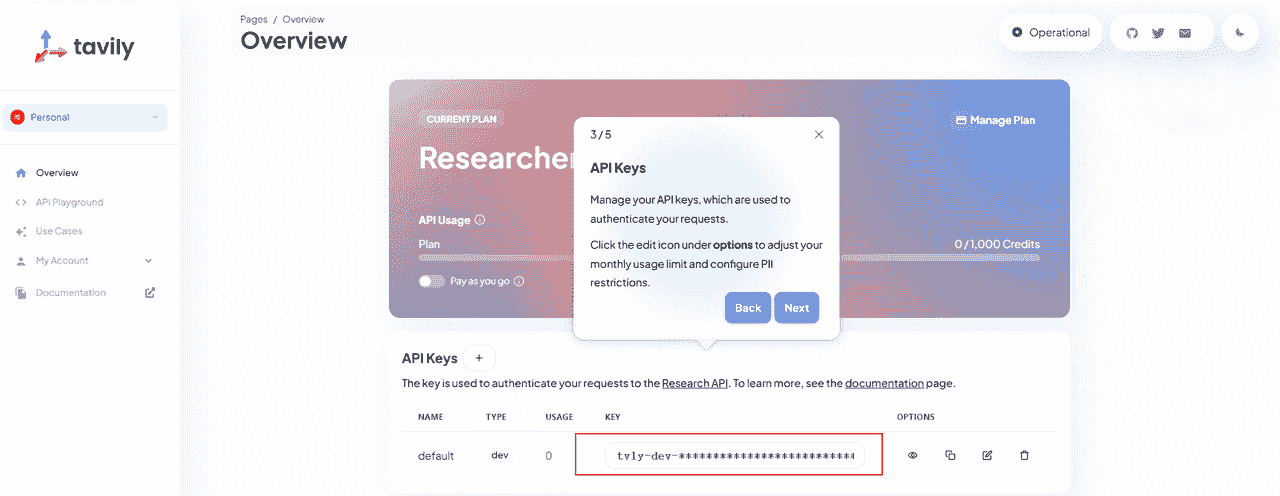 tavily
Personal
Overview
API Playground
Use Cases
My Account
Documentation
Pages / Overview
Overview
Operational
CURRENT PLAN
Manage Plan
Researcher
API Usage
Plan
0 / 1,000 Credits
Pay as you go
3 / 5
API Keys
Manage your API keys, which are used to
authenticate your requests.
Click the edit icon under options to adjust your
monthly usage limit and configure PII
restrictions.
Back Next
API Keys +
The key is used to authenticate your requests to the Research API. To learn more, see the documentation page.
NAME TYPE USAGE KEY OPTIONS
default dev 0 tvly-dev-**************************